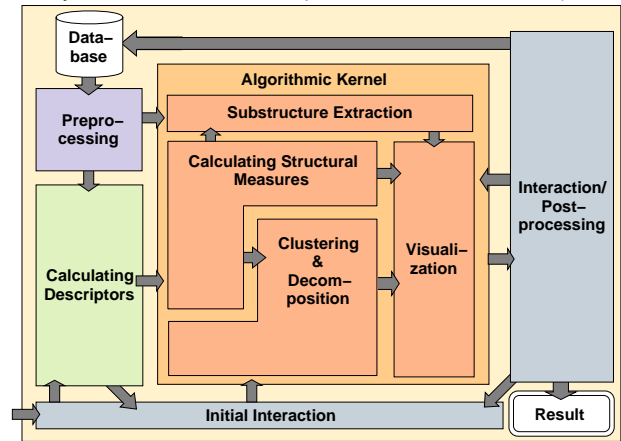 Data–
base
Algorithmic Kernel
Substructure Extraction
Prepro–
cessing
Calculating Structural
Measures
Interaction/
Post–
processing
Clustering
&
Decom–
position
Visuali–
zation
Calculating
Descriptors
Initial Interaction
Result